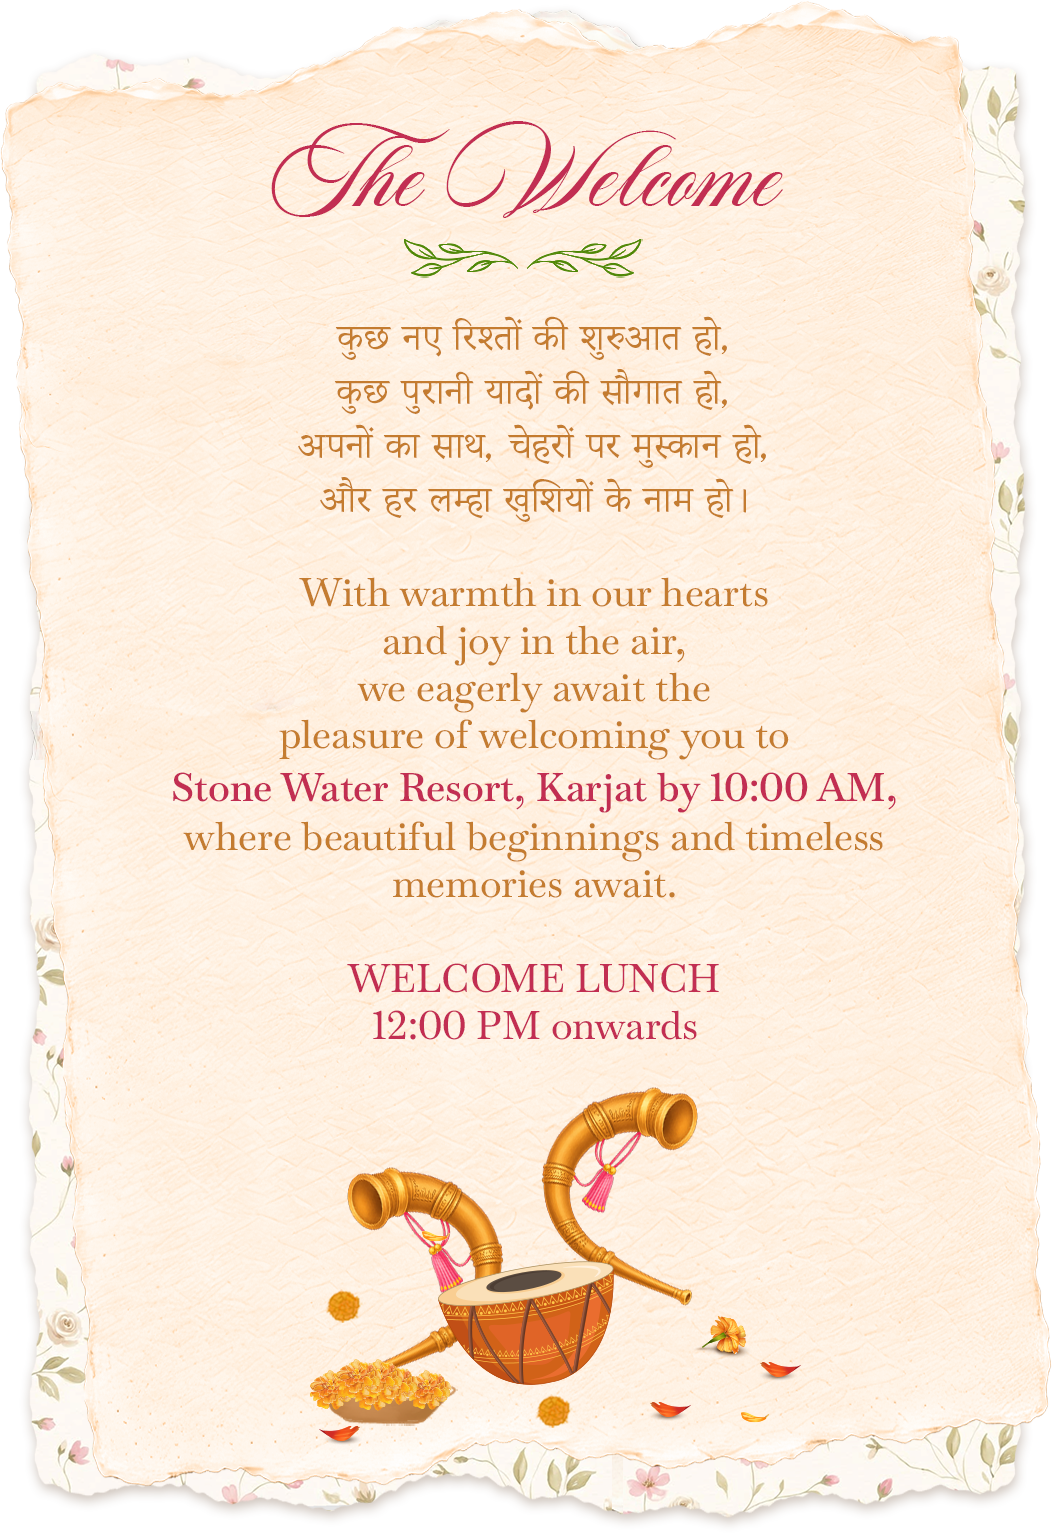 The Welcome
कुछ नए रिश्तों की शुरुआत हो,
कुछ पुरानी यादों की सौगात हो,
अपनों का साथ, चेहरों पर मुस्कान हो,
और हर लम्हा खुशियों के नाम हो।
With warmth in our hearts
and joy in the air,
we eagerly await the
pleasure of welcoming you to
Stone Water Resort, Karjat by 10:00 AM,
where beautiful beginnings and timeless
memories await.
WELCOME LUNCH
12:00 PM onwards